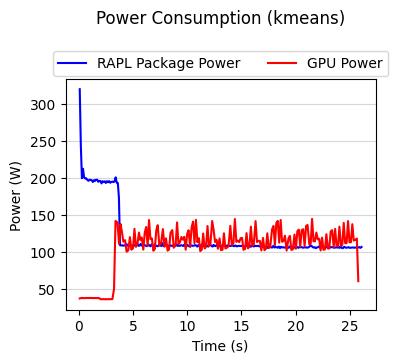 Power Consumption (kmeans)
RAPL Package Power GPU Power
300
250
200
150
100
50
Power (W)
0 5 10 15 20 25
Time (s)